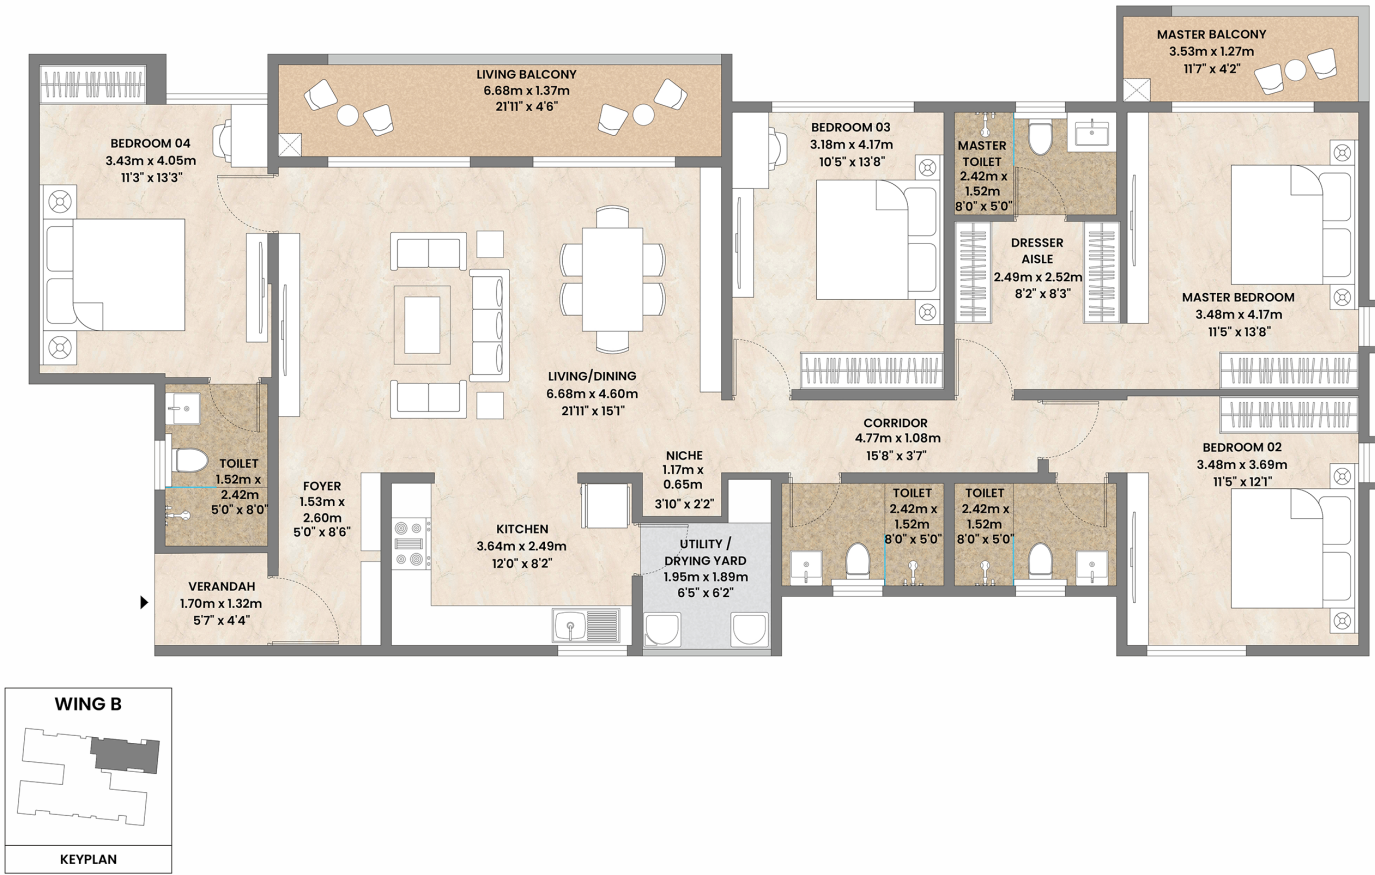 MASTER BALCONY
3.53m x 1.27m
11'7" x 4'2"
LIVING BALCONY
6.68m x 1.37m
21'11" x 4'6"
BEDROOM 04
3.43m x 4.05m
11'3" x 13'3"
BEDROOM 03
3.18m x 4.17m
10'5" x 13'8"
MASTER
TOILET
2.42m x
1.52m
8'0" x 5'0"
DRESSER
AISLE
2.49m x 2.52m
8'2" x 8'3"
MASTER BEDROOM
3.48m x 4.17m
11'5" x 13'8"
LIVING/DINING
6.68m x 4.60m
21'11" x 15'1"
CORRIDOR
4.77m x 1.08m
15'8" x 3'7"
BEDROOM 02
3.48m x 3.69m
11'5" x 12'1"
TOILET
1.52m x
2.42m
5'0" x 8'0"
FOYER
1.53m x
2.60m
5'0" x 8'6"
NICHE
1.17m x
0.65m
3'10" x 2'2"
KITCHEN
3.64m x 2.49m
12'0" x 8'2"
UTILITY /
DRYING YARD
1.95m x 1.89m
6'5" x 6'2"
TOILET
2.42m x
1.52m
8'0" x 5'0"
TOILET
2.42m x
1.52m
8'0" x 5'0"
VERANDAH
1.70m x 1.32m
5'7" x 4'4"
WING B
KEYPLAN